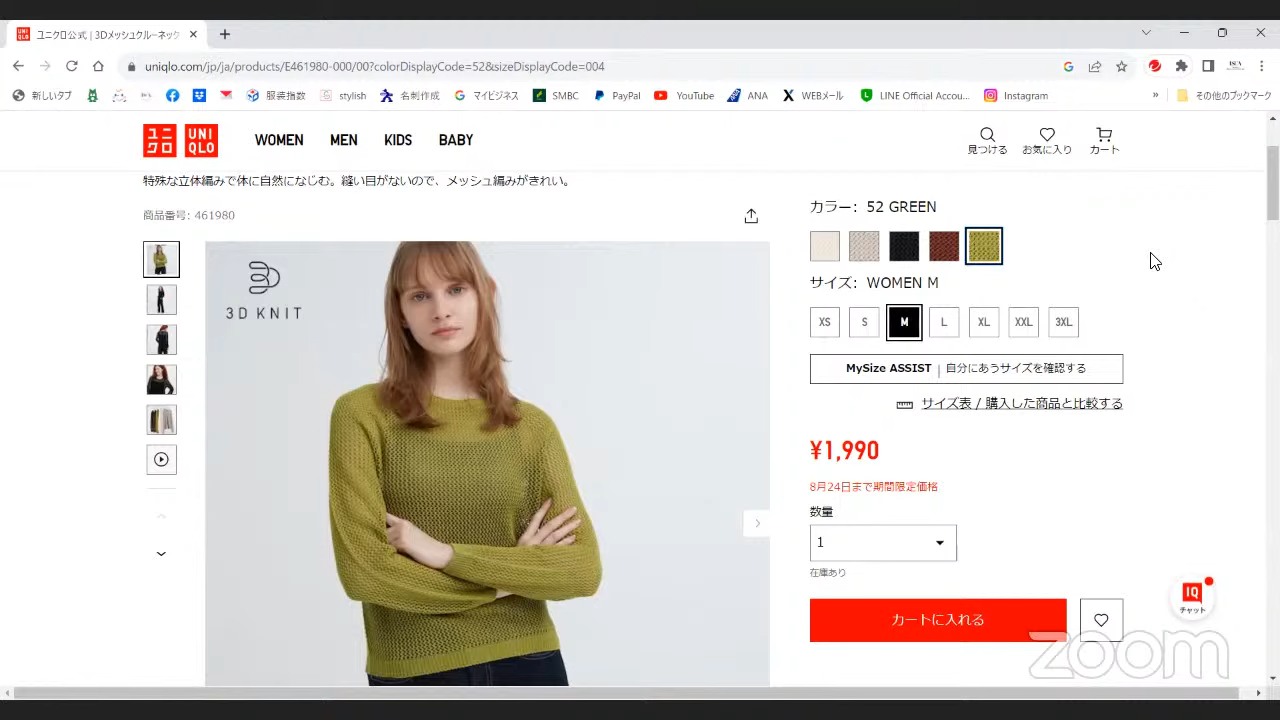 ユニクロ公式 | 3Dメッシュクルーネック
uniqlo.com/jp/ja/products/E461980-000/00?colorDisplayCode=52&sizeDisplayCode=004
新しいタブ
服装指数
stylish
名刺作成
マイビジネス
SMBC
PayPal
YouTube
ANA
WEBメール
LINE Official Accou...
Instagram
»
その他のブックマーク
ユニクロ
UNIQLO
WOMEN
MEN
KIDS
BABY
見つける
お気に入り
カート
特殊な立体編みで体に自然になじむ。縫い目がないので、メッシュ編みがきれい。
商品番号: 461980
3D KNIT
カラー: 52 GREEN
サイズ: WOMEN M
XS
S
M
L
XL
XXL
3XL
MySize ASSIST | 自分にあうサイズを確認する
サイズ表 / 購入した商品と比較する
¥1,990
8月24日まで期間限定価格
数量
1
在庫あり
カートに入れる
IQ
チャット
zoom